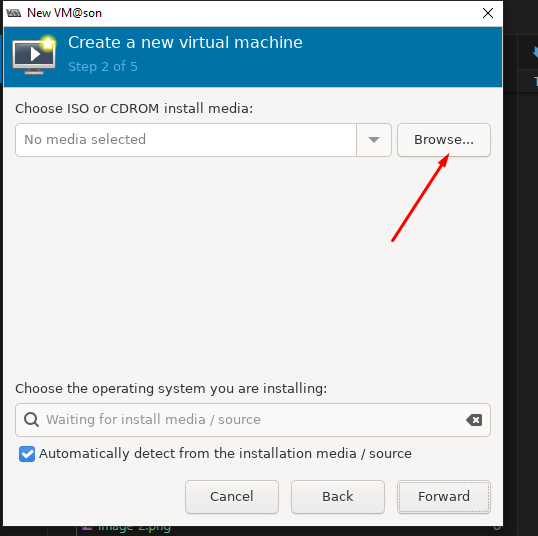 New VM@son
Create a new virtual machine
Step 2 of 5
Choose ISO or CDROM install media:
No media selected
Browse...
Choose the operating system you are installing:
Waiting for install media / source
Automatically detect from the installation media / source
Cancel
Back
Forward
image-2.png